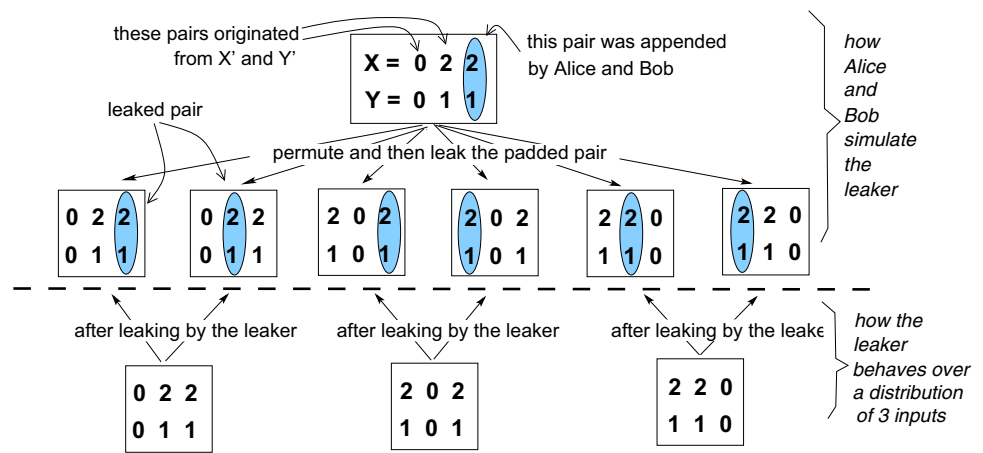 these pairs originated
from X' and Y'
X = 0 2 2
Y = 0 1 1
this pair was appended
by Alice and Bob
how
Alice
and
Bob
simulate
the
leaker
leaked pair
permute and then leak the padded pair
0 2 2
0 1 1
0 2 2
0 1 1
2 0 2
1 0 1
2 0 2
1 0 1
2 2 0
1 1 0
2 2 0
1 1 0
after leaking by the leaker
after leaking by the leaker
after leaking by the leake
0 2 2
0 1 1
2 0 2
1 0 1
2 2 0
1 1 0
how the
leaker
behaves over
a distribution
of 3 inputs